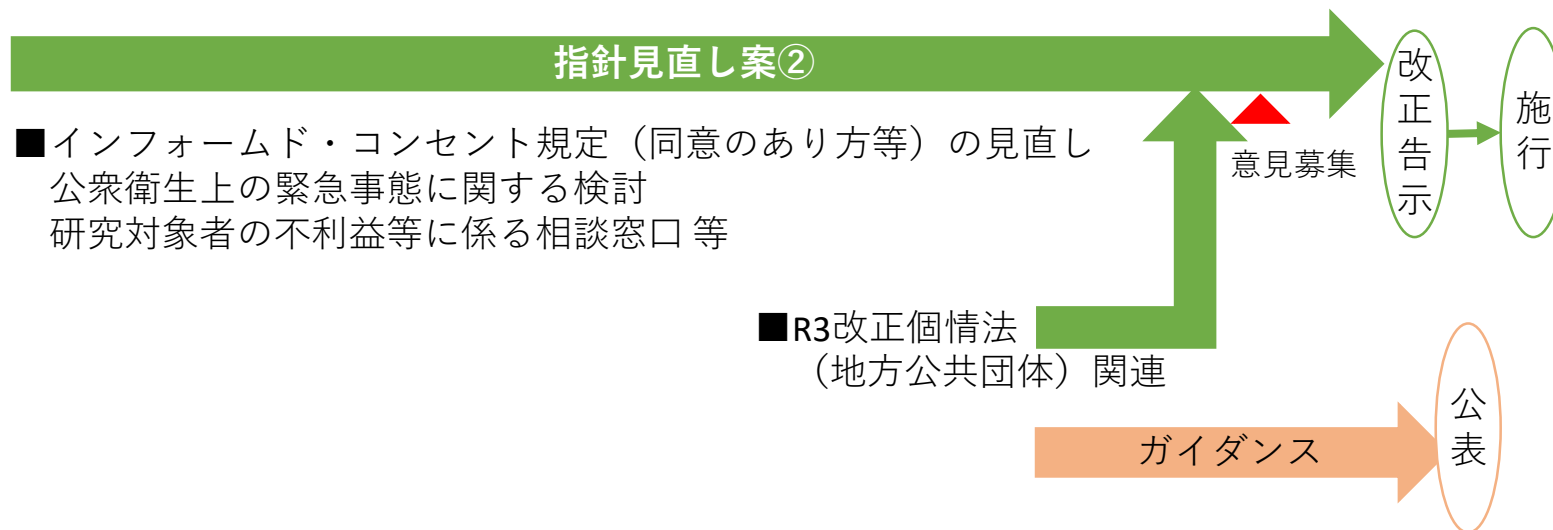 指針見直し案②
改正告示
施行
意見募集
■インフォームド・コンセント規定（同意のあり方等）の見直し
公衆衛生上の緊急事態に関する検討
研究対象者の不利益等に係る相談窓口 等
■R3改正個情法
（地方公共団体）関連
ガイダンス
公表